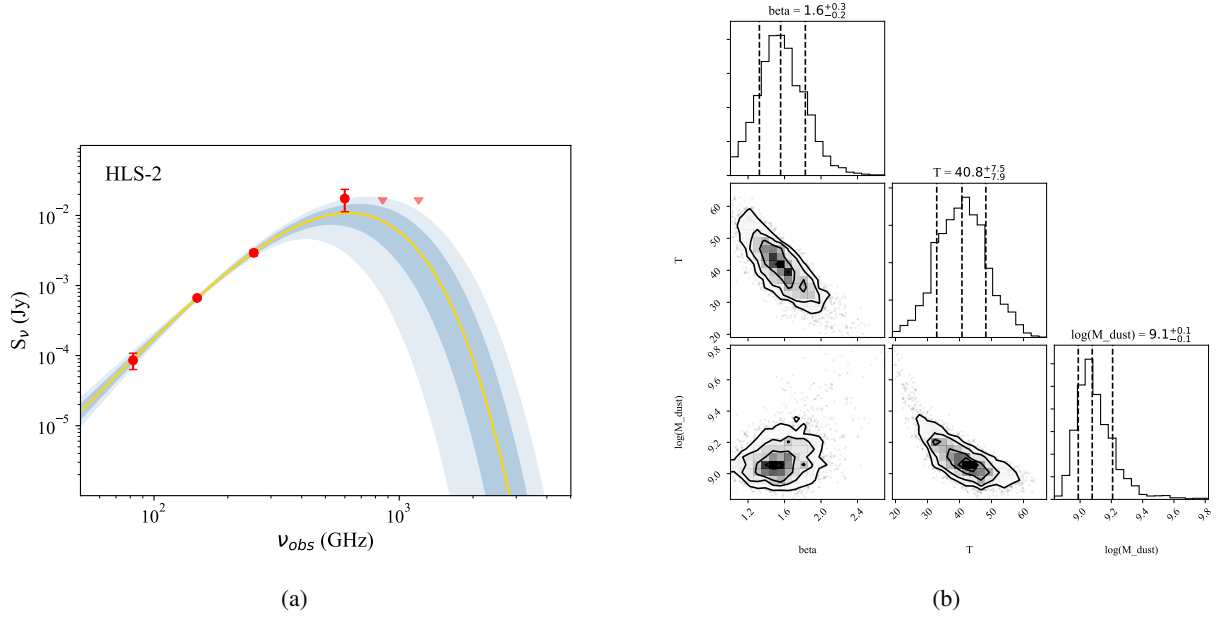 HLS-2
10⁻²
10⁻³
10⁻⁴
10⁻⁵
S_ν (Jy)
10² 10³
ν_obs (GHz)
(a)
beta = 1.6^{+0.3}_{-0.2}
T = 40.8^{+7.5}_{-7.9}
60
50
40
30
20
T
log(M_dust) = 9.1^{+0.1}_{-0.1}
9.8
9.6
9.4
9.2
9.0
log(M_dust)
1.2 1.6 2.0 2.4
beta
20 30 40 50 60
T
9.0 9.2 9.4 9.6 9.8
log(M_dust)
(b)